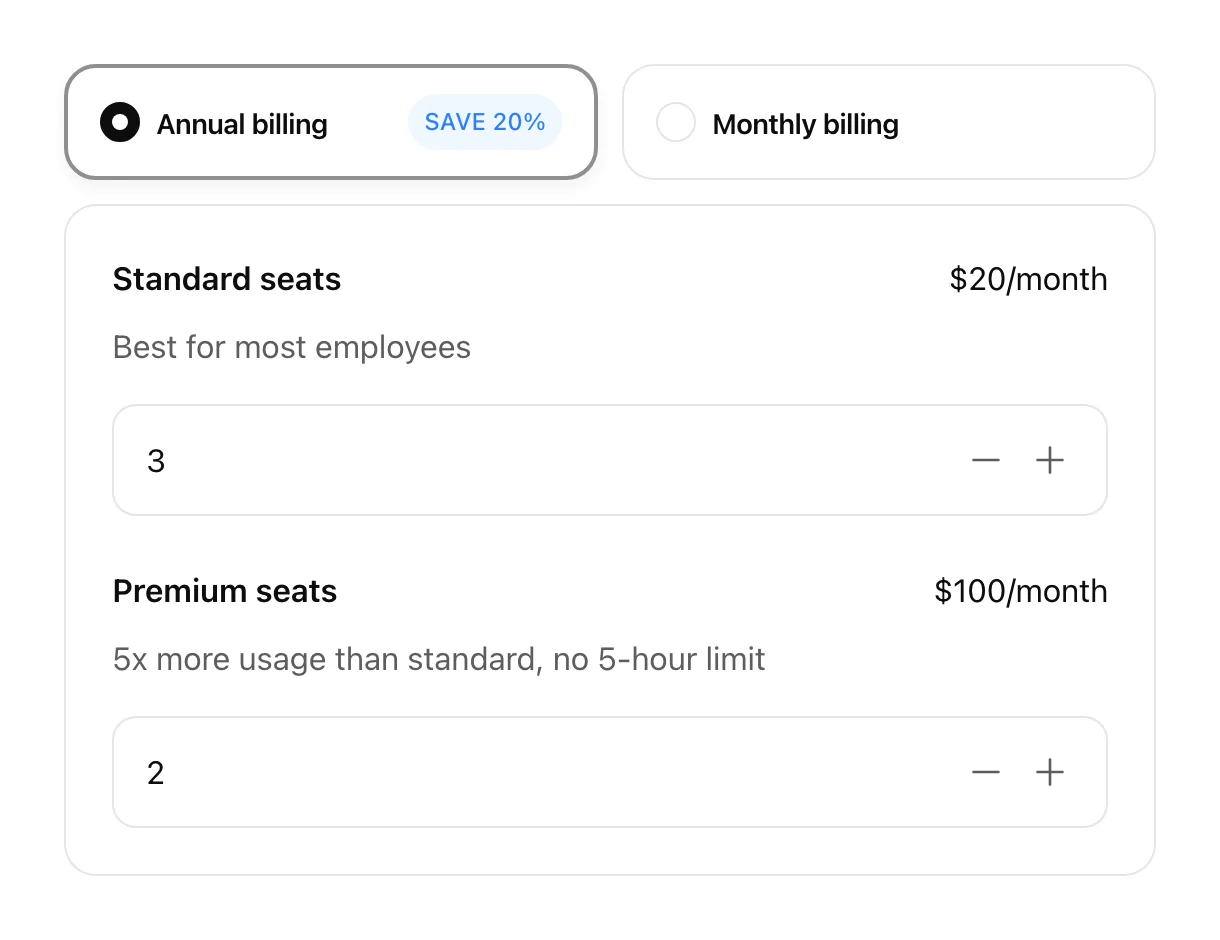 Annual billing SAVE 20% Monthly billing
Standard seats $20/month
Best for most employees
3
Premium seats $100/month
5x more usage than standard, no 5-hour limit
2